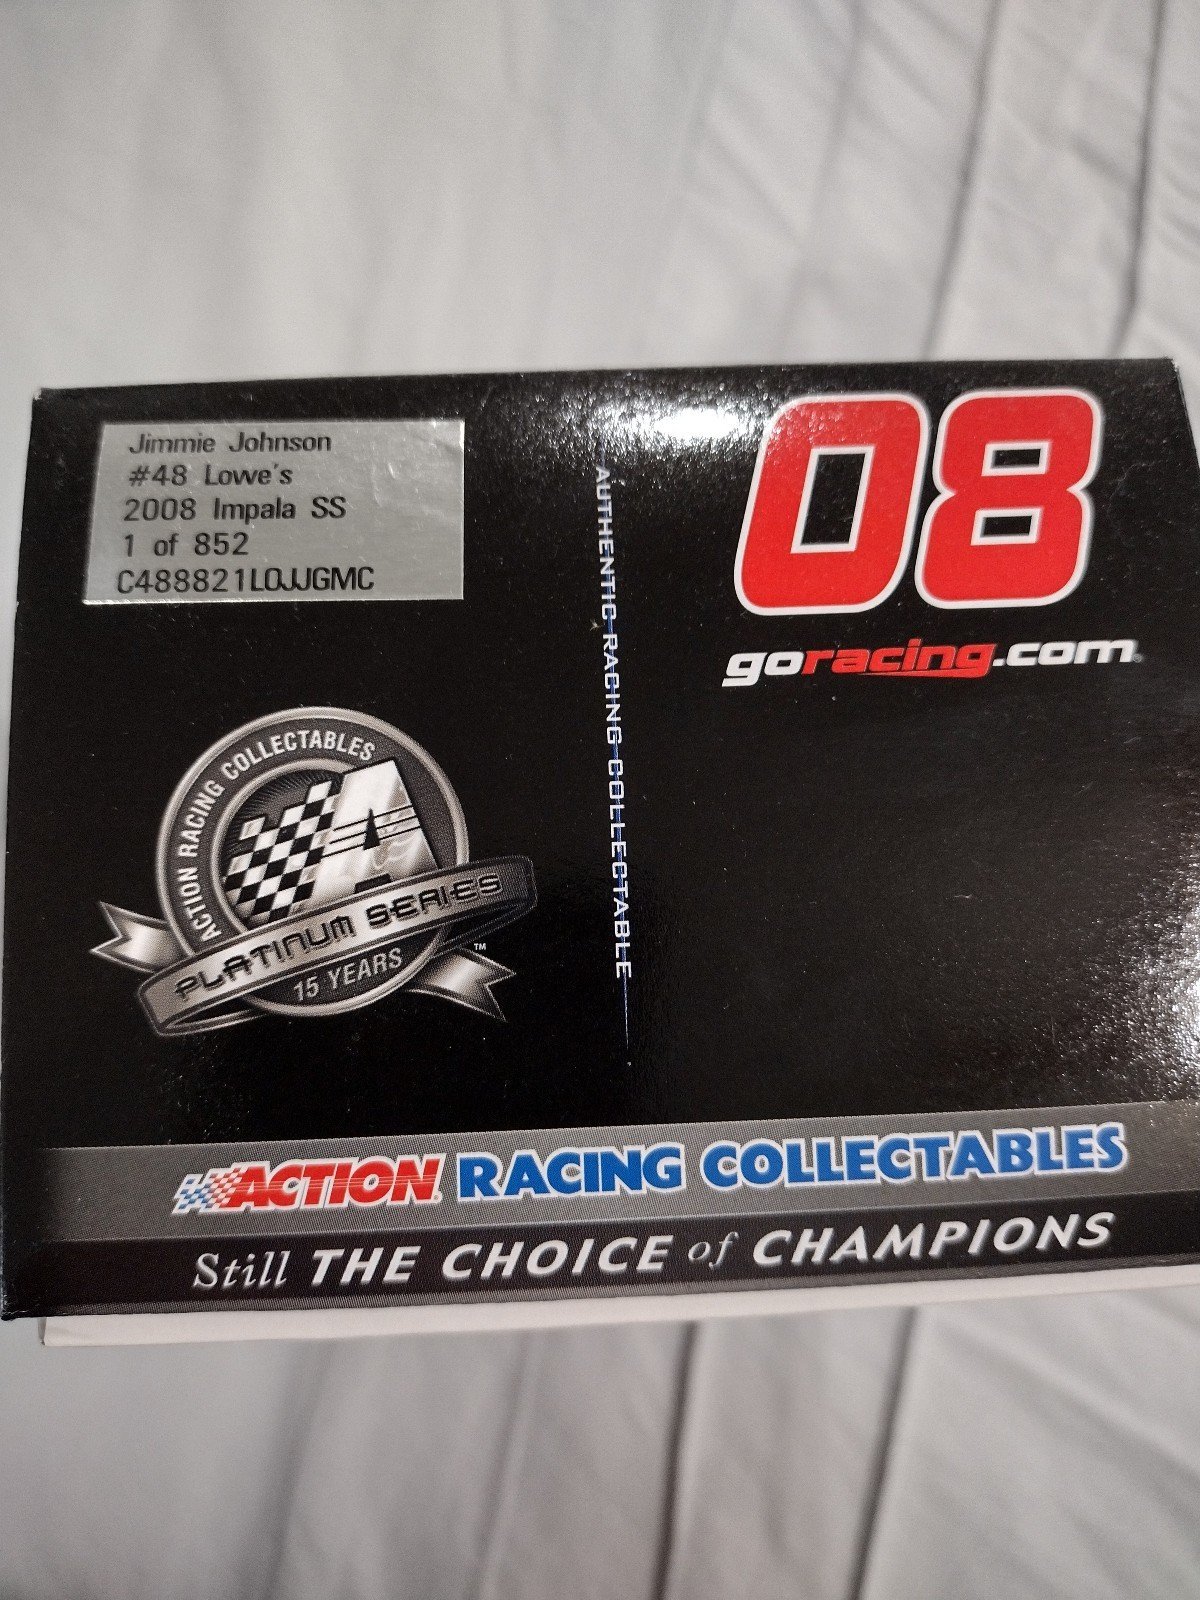 Jimmie Johnson
#48 Lowe's
2008 Impala SS
1 of 852
C488821LOJJGMC
08
goracing.com
AUTHENTIC RACING COLLECTABLE
ACTION RACING COLLECTABLES
A
PLATINUM SERIES
TM
15 YEARS
ACTION RACING COLLECTABLES
Still THE CHOICE of CHAMPIONS